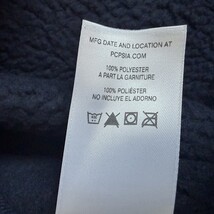 MFG DATE AND LOCATION AT
PCPSIA.COM
100% POLYESTER
A PART LA GARNITURE
100% POLIÉSTER
NO INCLUYE EL ADORNO